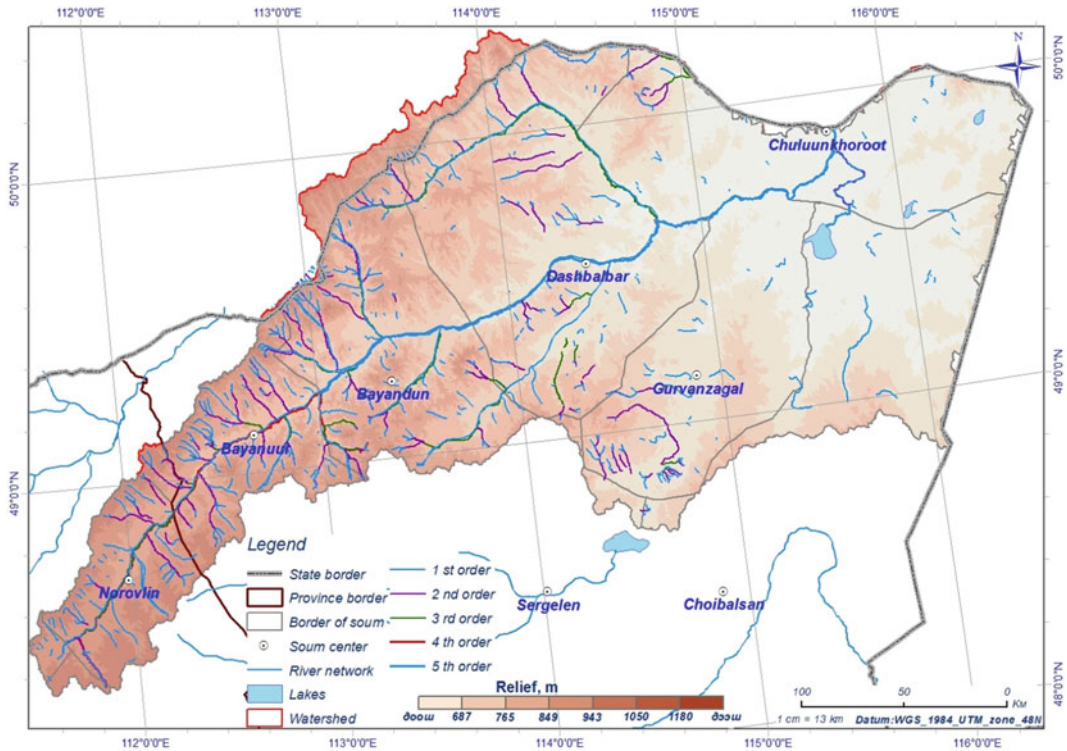 112°0'0"E 113°0'0"E 114°0'0"E 115°0'0"E 116°0'0"E
N
50°0'0"N
Chuluunkhoroot
50°0'0"N
Dashbalbar
49°0'0"N
Gurvanzagal
Bayandun
Bayanuul
49°0'0"N
Legend
State border
Province border
Border of soum
Soum center
River network
Lakes
Watershed
1 st order
2 nd order
3 rd order
4 th order
5 th order
Norovlin
Sergelen
Choibalsan
48°0'0"N
Relief, m
доош 687 765 849 943 1050 1180 дээш
100 50 0
Км
1 cm = 13 km Datum:WGS_1984_UTM_zone_48N
112°0'0"E 113°0'0"E 114°0'0"E 115°0'0"E 116°0'0"E